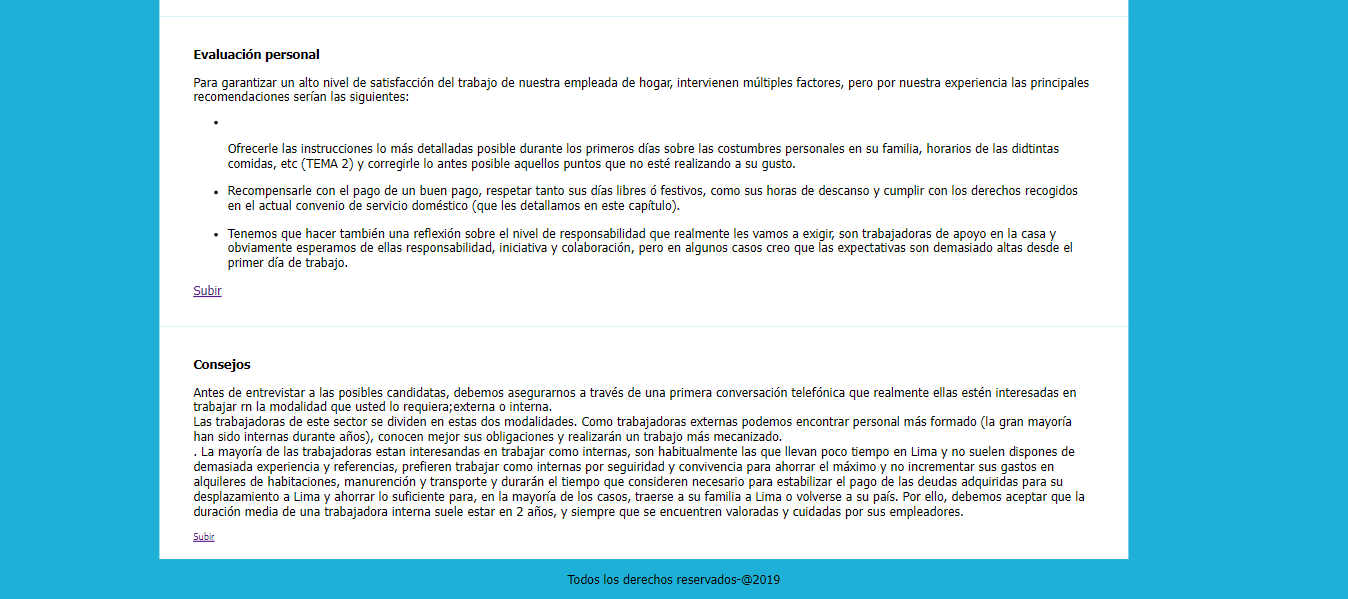 Evaluación personal
Para garantizar un alto nivel de satisfacción del trabajo de nuestra empleada de hogar, intervienen múltiples factores, pero por nuestra experiencia las principales
recomendaciones serían las siguientes:
•
Ofrecerle las instrucciones lo más detalladas posible durante los primeros días sobre las costumbres personales en su familia, horarios de las didtintas
comidas, etc (TEMA 2) y corregirle lo antes posible aquellos puntos que no esté realizando a su gusto.
• Recompensarle con el pago de un buen pago, respetar tanto sus días libres ó festivos, como sus horas de descanso y cumplir con los derechos recogidos
en el actual convenio de servicio doméstico (que les detallamos en este capítulo).
• Tenemos que hacer también una reflexión sobre el nivel de responsabilidad que realmente les vamos a exigir, son trabajadoras de apoyo en la casa y
obviamente esperamos de ellas responsabilidad, iniciativa y colaboración, pero en algunos casos creo que las expectativas son demasiado altas desde el
primer día de trabajo.
Subir
Consejos
Antes de entrevistar a las posibles candidatas, debemos asegurarnos a través de una primera conversación telefónica que realmente ellas estén interesadas en
trabajar rn la modalidad que usted lo requiera;externa o interna.
Las trabajadoras de este sector se dividen en estas dos modalidades. Como trabajadoras externas podemos encontrar personal más formado (la gran mayoría
han sido internas durante años), conocen mejor sus obligaciones y realizarán un trabajo más mecanizado.
. La mayoría de las trabajadoras estan interesandas en trabajar como internas, son habitualmente las que llevan poco tiempo en Lima y no suelen dispones de
demasiada experiencia y referencias, prefieren trabajar como internas por seguiridad y convivencia para ahorrar el máximo y no incrementar sus gastos en
alquileres de habitaciones, manurención y transporte y durarán el tiempo que consideren necesario para estabilizar el pago de las deudas adquiridas para su
desplazamiento a Lima y ahorrar lo suficiente para, en la mayoría de los casos, traerse a su familia a Lima o volverse a su país. Por ello, debemos aceptar que la
duración media de una trabajadora interna suele estar en 2 años, y siempre que se encuentren valoradas y cuidadas por sus empleadores.
Subir
Todos los derechos reservados-@2019